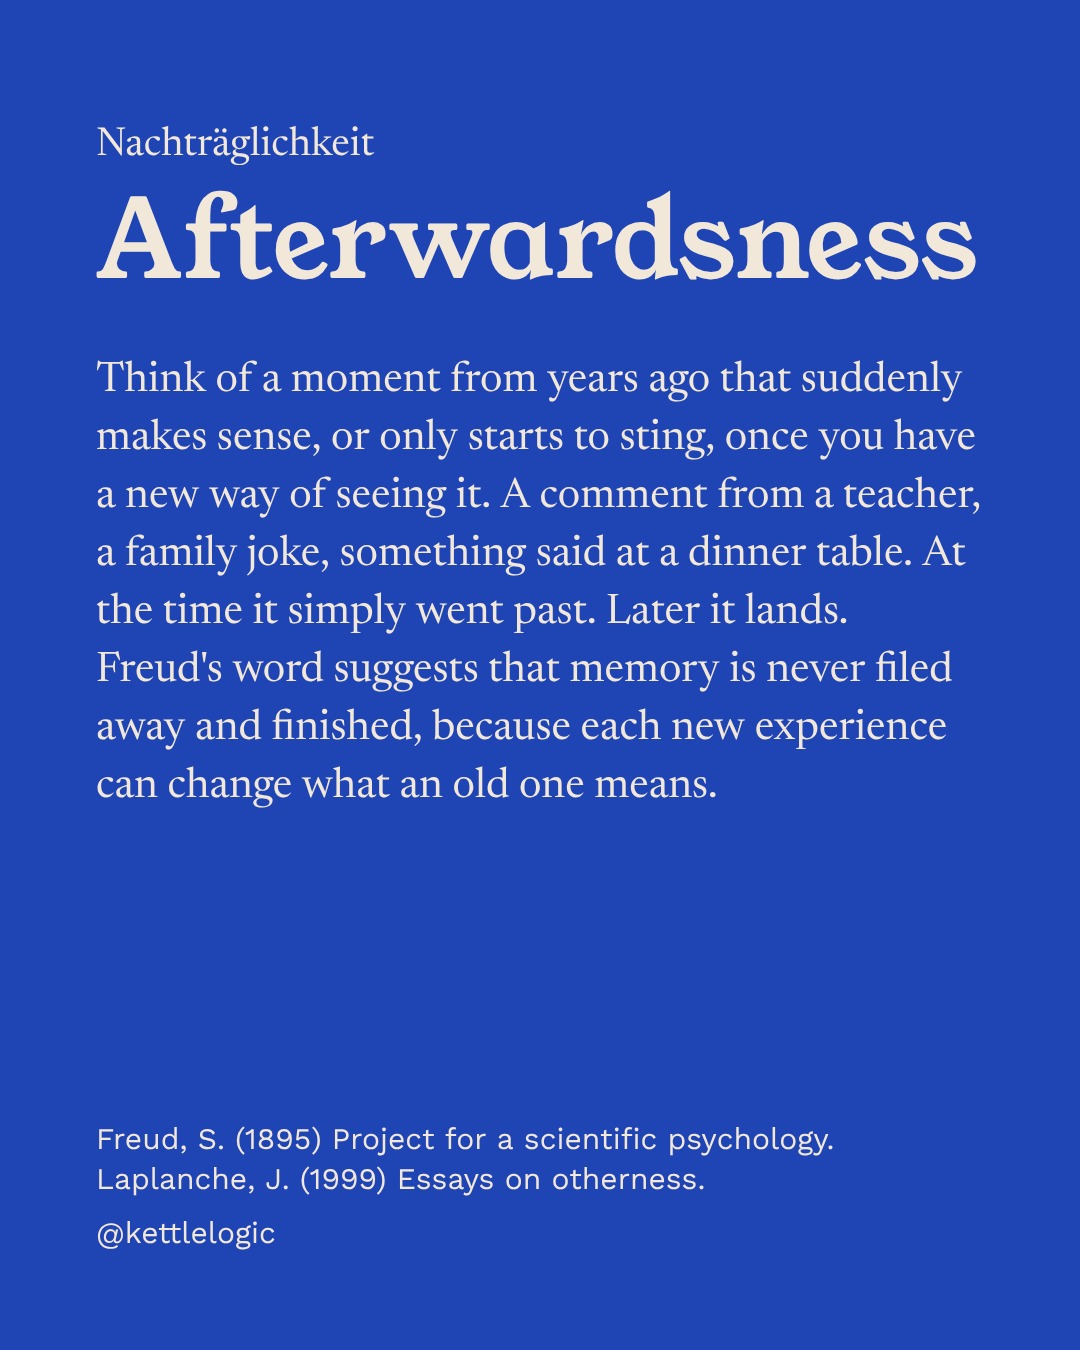 Nachträglichkeit
Afterwardsness
Think of a moment from years ago that suddenly
makes sense, or only starts to sting, once you have
a new way of seeing it. A comment from a teacher,
a family joke, something said at a dinner table. At
the time it simply went past. Later it lands.
Freud's word suggests that memory is never filed
away and finished, because each new experience
can change what an old one means.
Freud, S. (1895) Project for a scientific psychology.
Laplanche, J. (1999) Essays on otherness.
@kettlelogic